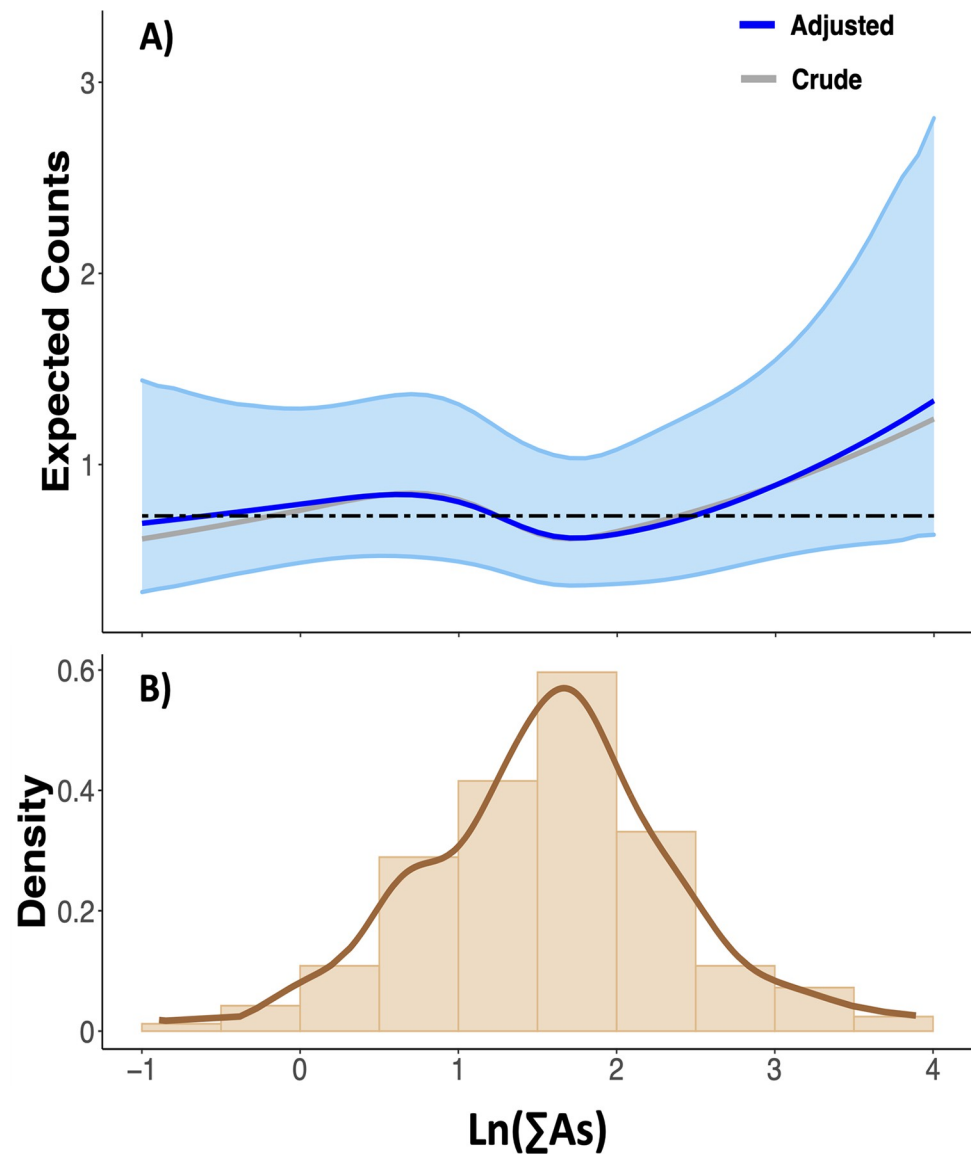 A)
Adjusted
Crude
3
2
1
Expected Counts
B)
0.6
0.4
0.2
0
Density
−1 0 1 2 3 4
Ln(∑As)